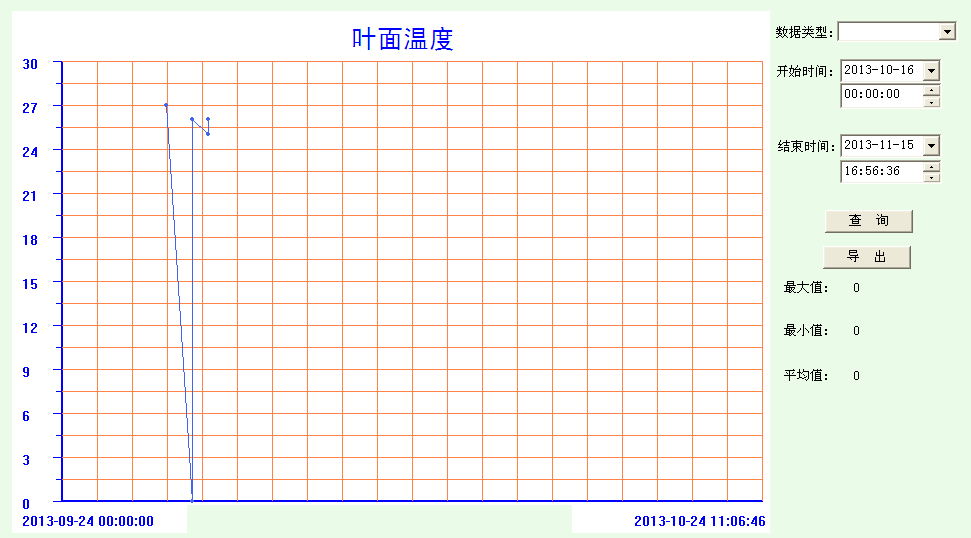 叶面温度
30
27
24
21
18
15
12
9
6
3
0
2013-09-24 00:00:00
2013-10-24 11:06:46
数据类型：
开始时间： 2013-10-16
00:00:00
结束时间： 2013-11-15
16:56:36
查 询
导 出
最大值： 0
最小值： 0
平均值： 0